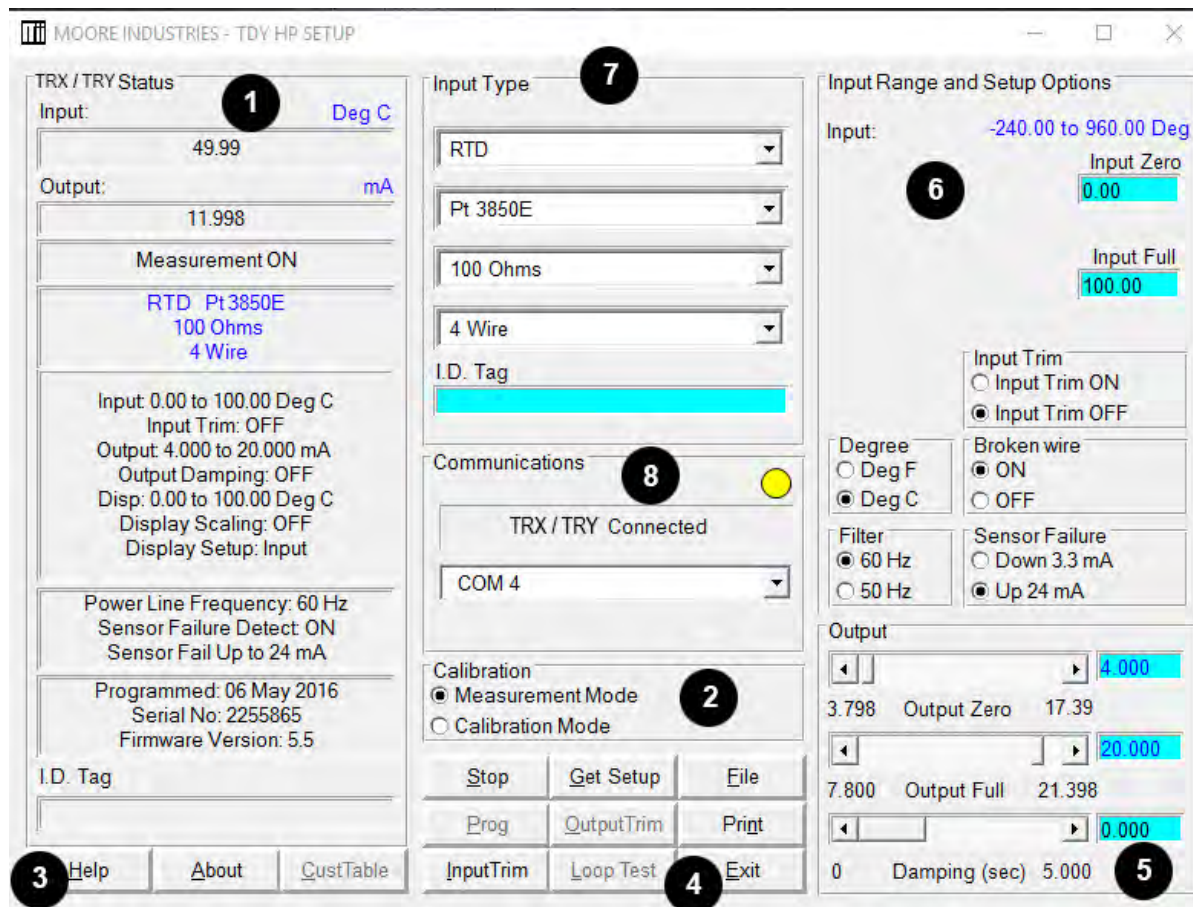 MOORE INDUSTRIES - TDY HP SETUP
TRX / TRY Status
1
Input: Deg C
49.99
Output: mA
11.998
Measurement ON
RTD Pt 3850E
100 Ohms
4 Wire
Input: 0.00 to 100.00 Deg C
Input Trim: OFF
Output: 4.000 to 20.000 mA
Output Damping: OFF
Disp: 0.00 to 100.00 Deg C
Display Scaling: OFF
Display Setup: Input
Power Line Frequency: 60 Hz
Sensor Failure Detect: ON
Sensor Fail Up to 24 mA
Programmed: 06 May 2016
Serial No: 2255865
Firmware Version: 5.5
I.D. Tag
3
Help About CustTable
Input Type
7
RTD
Pt 3850E
100 Ohms
4 Wire
I.D. Tag
Communications
8
TRX / TRY Connected
COM 4
Calibration
Measurement Mode
2
Calibration Mode
Stop Get Setup File
Prog OutputTrim Print
InputTrim Loop Test Exit
4
Input Range and Setup Options
Input: -240.00 to 960.00 Deg
6
Input Zero
0.00
Input Full
100.00
Input Trim
Input Trim ON
Input Trim OFF
Degree
Deg F
Deg C
Broken wire
ON
OFF
Filter
60 Hz
50 Hz
Sensor Failure
Down 3.3 mA
Up 24 mA
Output
4.000
3.798 Output Zero 17.39
20.000
7.800 Output Full 21.398
0.000
0 Damping (sec) 5.000
5